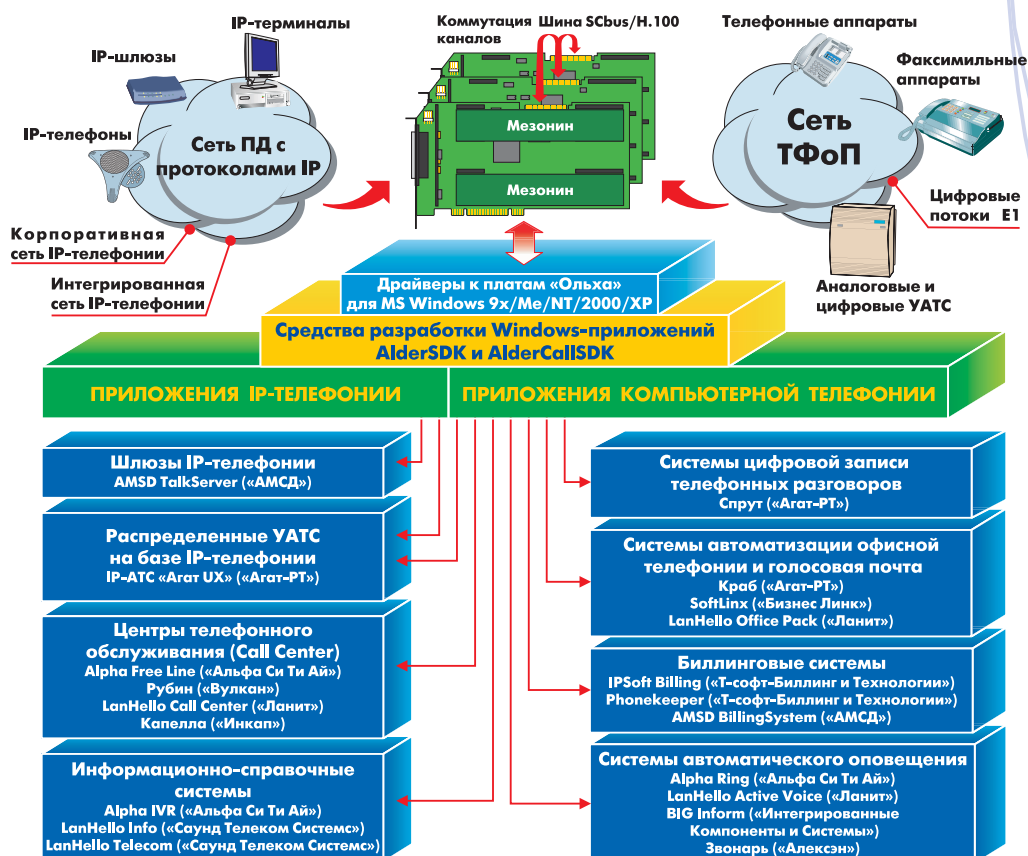 IP-терминалы
IP-шлюзы
IP-телефоны
Сеть ПД с
протоколами IP
Корпоративная
сеть IP-телефонии
Интегрированная
сеть IP-телефонии
Коммутация
каналов
Шина SCbus/H.100
Мезонин
Мезонин
Телефонные аппараты
Факсимильные
аппараты
Сеть
ТФоП
Цифровые
потоки E1
Аналоговые и
цифровые УАТС
Драйверы к платам «Ольха»
для MS Windows 9x/Me/NT/2000/XP
Средства разработки Windows-приложений
AlderSDK и AlderCallSDK
ПРИЛОЖЕНИЯ IP-ТЕЛЕФОНИИ
ПРИЛОЖЕНИЯ КОМПЬЮТЕРНОЙ ТЕЛЕФОНИИ
Шлюзы IP-телефонии
AMSD TalkServer («АМСД»)
Распределенные УАТС
на базе IP-телефонии
IP-АТС «Агат UX» («Агат-РТ»)
Центры телефонного
обслуживания (Call Center)
Alpha Free Line («Альфа Си Ти Ай»)
Рубин («Вулкан»)
LanHello Call Center («Ланит»)
Капелла («Инкап»)
Информационно-справочные
системы
Alpha IVR («Альфа Си Ти Ай»)
LanHello Info («Саунд Телеком Системс»)
LanHello Telecom («Саунд Телеком Системс»)
Системы цифровой записи
телефонных разговоров
Спрут («Агат-РТ»)
Системы автоматизации офисной
телефонии и голосовая почта
Краб («Агат-РТ»)
SoftLinx («Бизнес Линк»)
LanHello Office Pack («Ланит»)
Биллинговые системы
IPSoft Billing («Т-софт-Биллинг и Технологии»)
Phonekeeper («Т-софт-Биллинг и Технологии»)
AMSD BillingSystem («АМСД»)
Системы автоматического оповещения
Alpha Ring («Альфа Си Ти Ай»)
LanHello Active Voice («Ланит»)
BIG Inform («Интегрированные
Компоненты и Системы»)
Звонарь («Алексэн»)